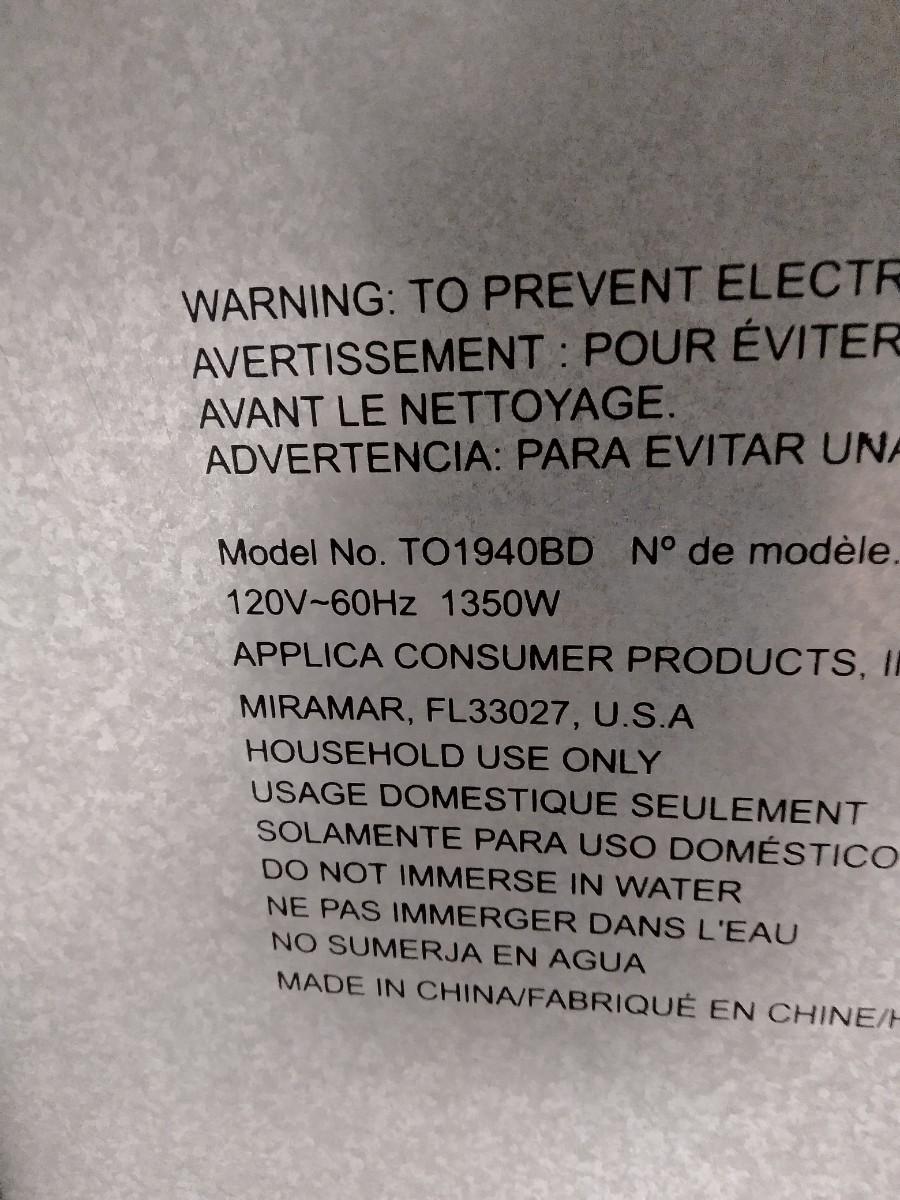 WARNING: TO PREVENT ELECTR
AVERTISSEMENT : POUR ÉVITER
AVANT LE NETTOYAGE.
ADVERTENCIA: PARA EVITAR UNA
Model No. TO1940BD Nº de modèle.
120V~60Hz 1350W
APPLICA CONSUMER PRODUCTS,
MIRAMAR, FL33027, U.S.A
HOUSEHOLD USE ONLY
USAGE DOMESTIQUE SEULEMENT
SOLAMENTE PARA USO DOMÉSTICO
DO NOT IMMERSE IN WATER
NE PAS IMMERGER DANS L'EAU
NO SUMERJA EN AGUA
MADE IN CHINA/FABRIQUÉ EN CHINE/